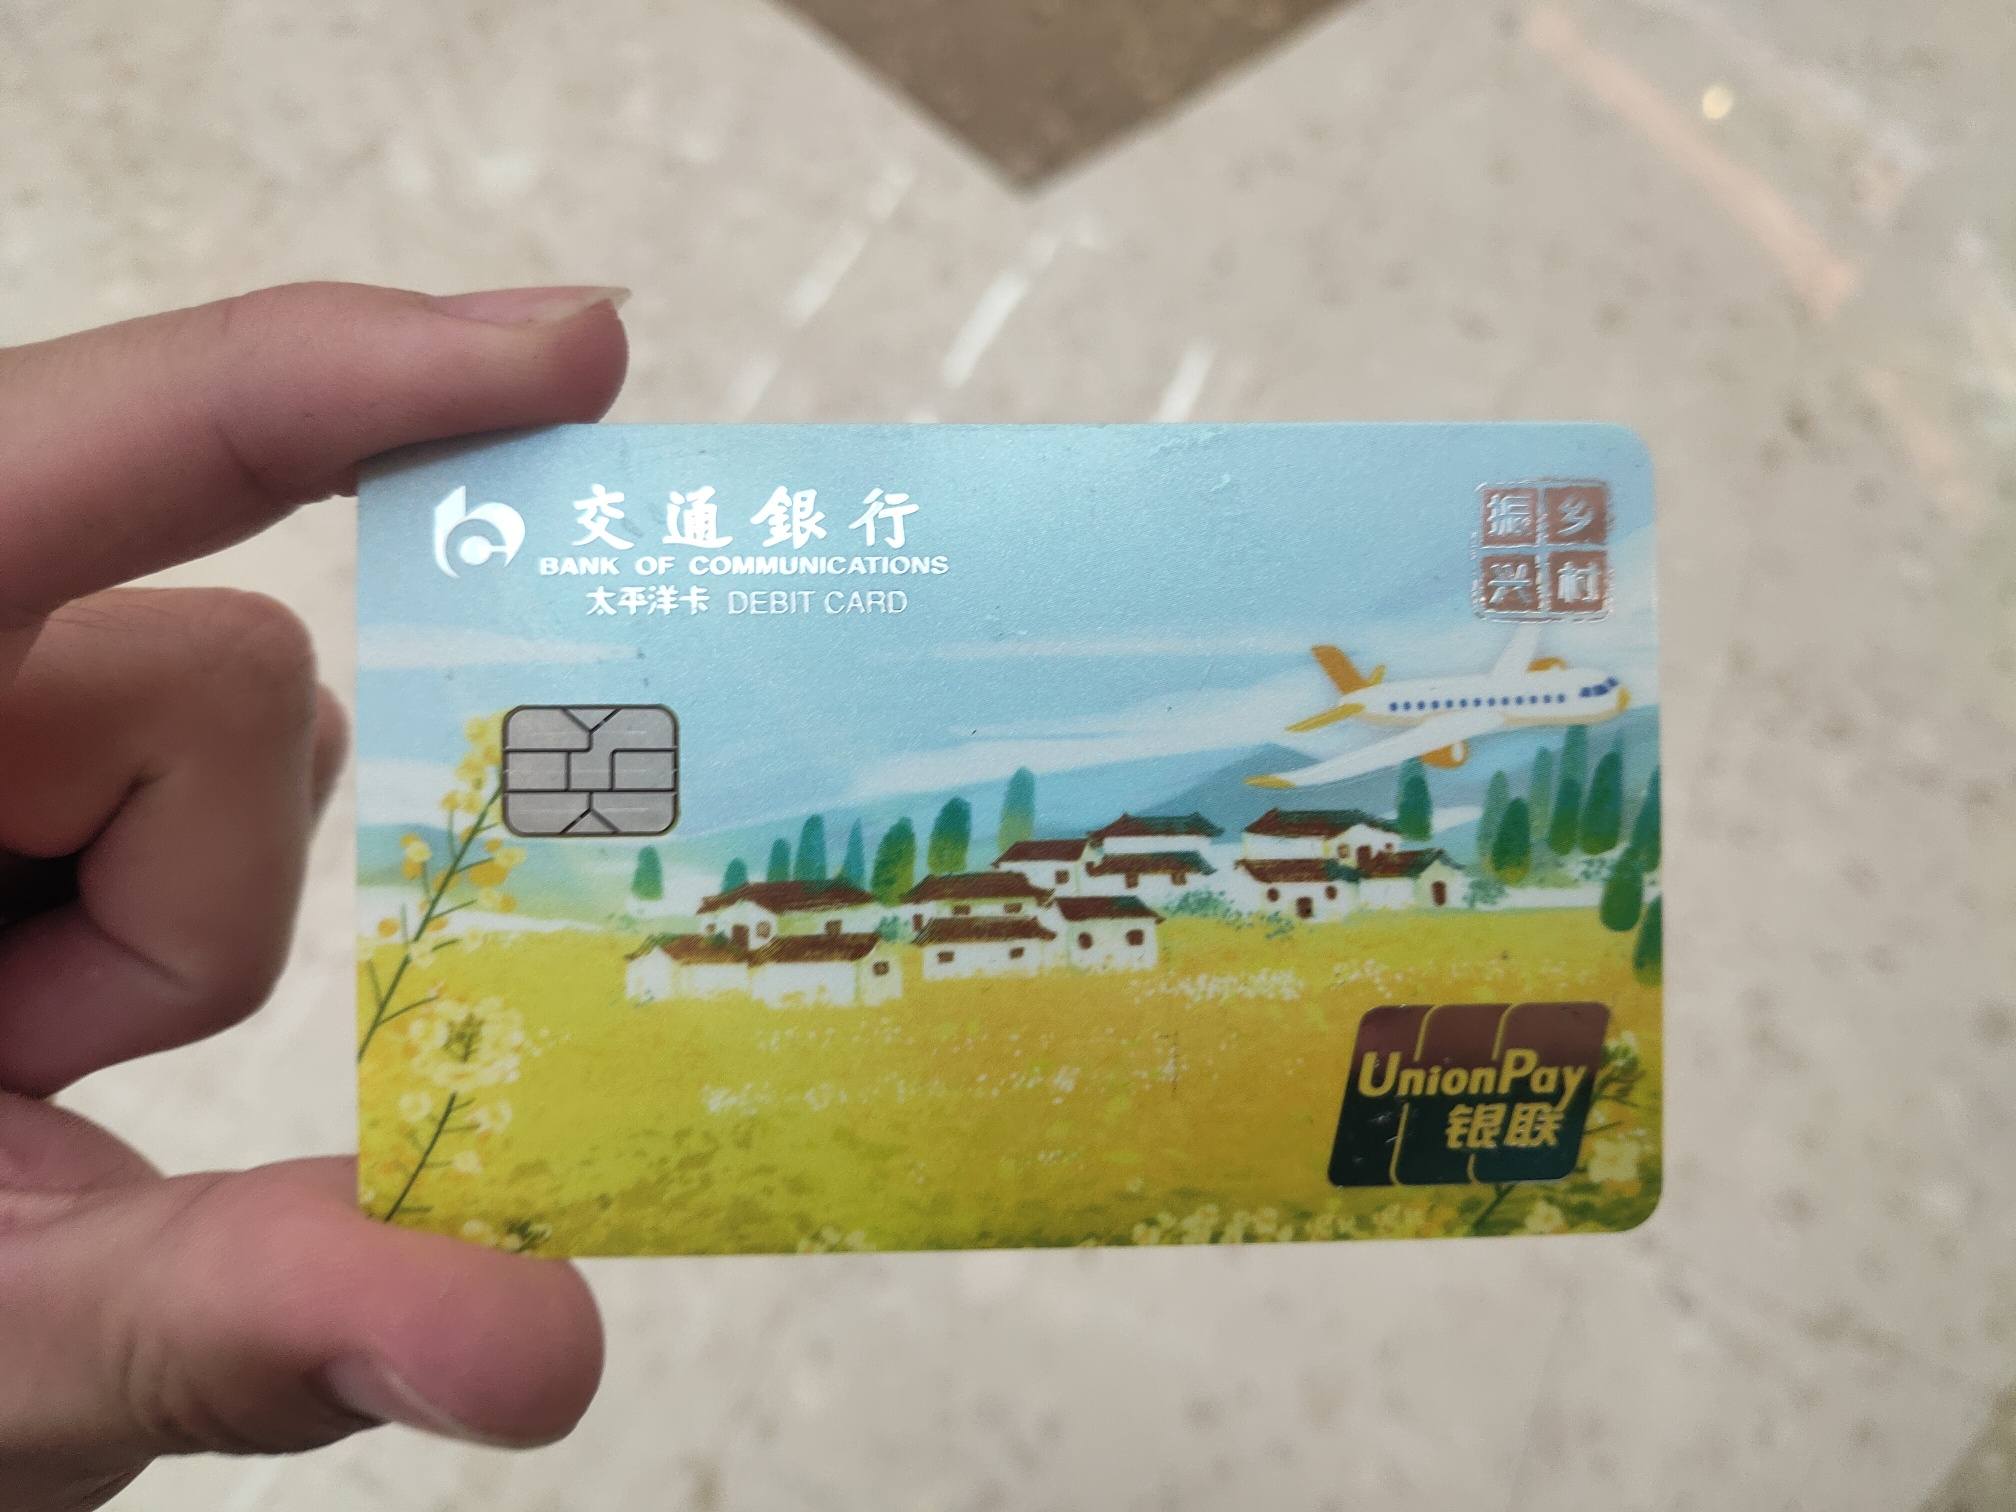 交通銀行
BANK OF COMMUNICATIONS
太平洋卡 DEBIT CARD
振乡
兴村
UnionPay
银联